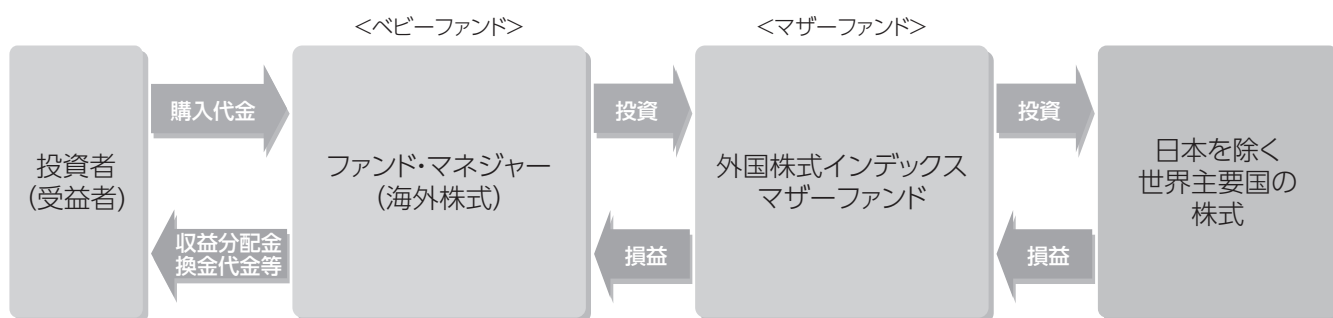 <ベビーファンド>
<マザーファンド>
投資者
(受益者)
購入代金
収益分配金
換金代金等
ファンド・マネジャー
(海外株式)
投資
損益
外国株式インデックス
マザーファンド
投資
損益
日本を除く
世界主要国の
株式